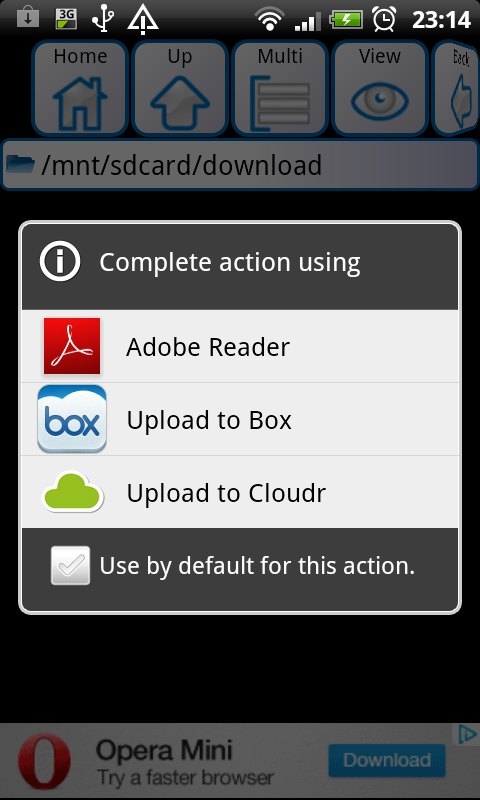 3G
23:14
Home
Up
Multi
View
Back
/mnt/sdcard/download
Complete action using
Adobe Reader
box
Upload to Box
Upload to Cloudr
Use by default for this action.
Opera Mini
Try a faster browser
Download